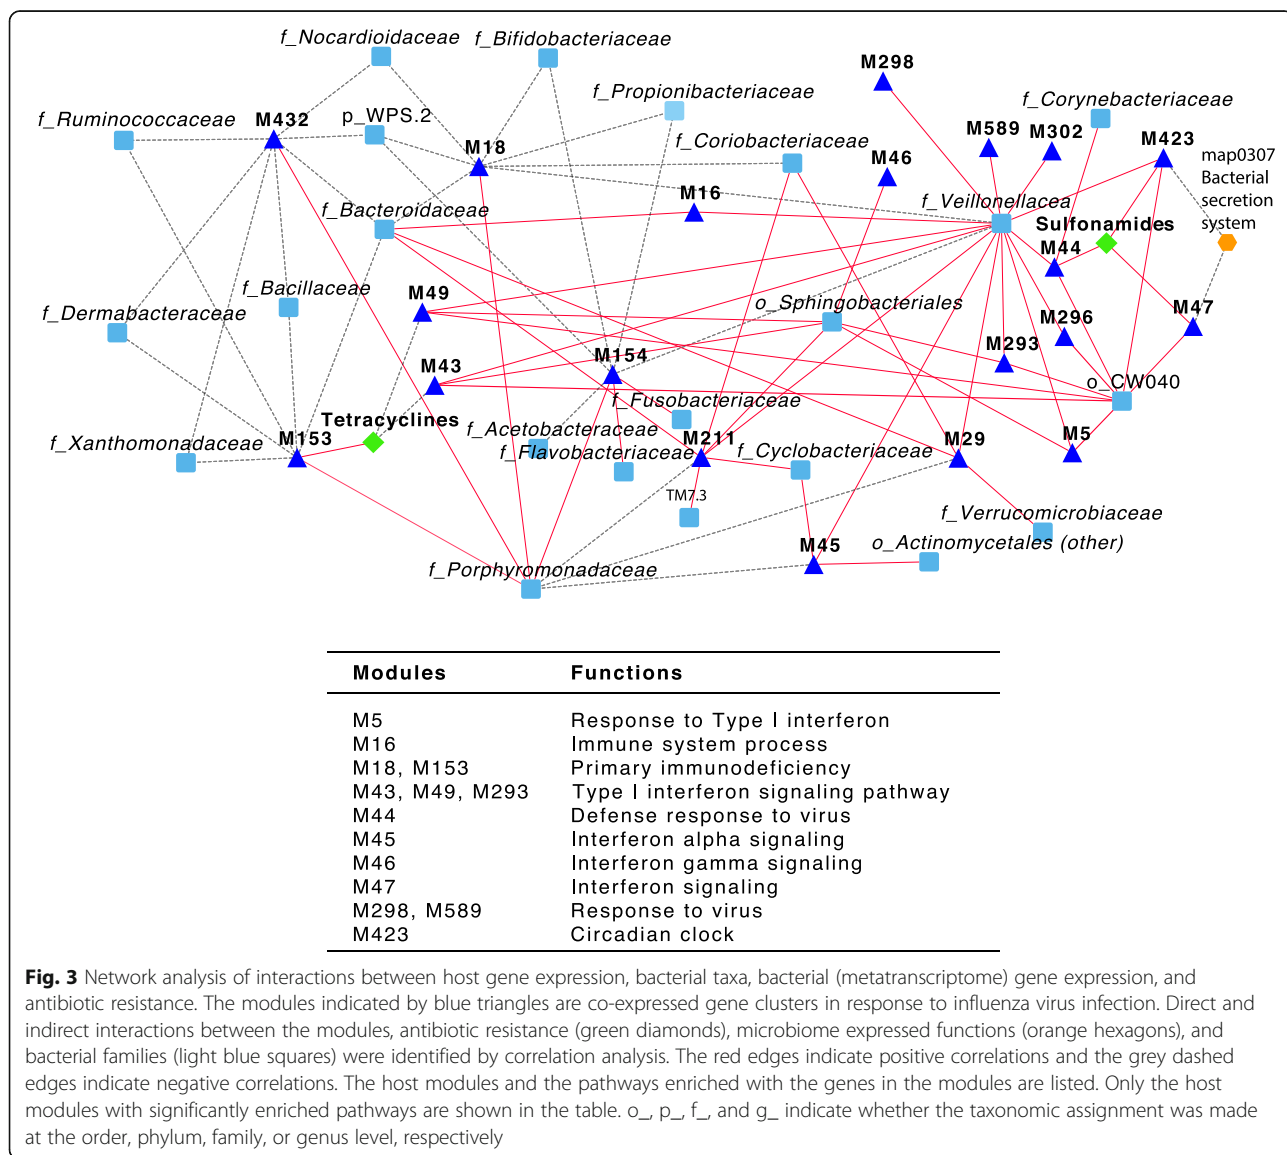 f_Nocardioidaceae
f_Bifidobacteriaceae
M298
f_Propionibacteriaceae
f_Corynebacteriaceae
f_Ruminococcaceae
M432
p_WPS.2
M18
f_Coriobacteriaceae
M46
M589
M302
M423
map0307
Bacterial
secretion
system
M16
f_Bacteroidaceae
f_Veillonellacea
Sulfonamides
M44
f_Bacillaceae
f_Dermabacteraceae
M49
o_Sphingobacteriales
M296
M47
M293
M43
M154
o_CW040
f_Fusobacteriaceae
Tetracyclines
f_Acetobacteraceae
f_Xanthomonadaceae
M153
f_Flavobacteriaceae
M211
f_Cyclobacteriaceae
M29
M5
TM7.3
f_Verrucomicrobiaceae
M45
o_Actinomycetales (other)
f_Porphyromonadaceae
Modules Functions
M5 Response to Type I interferon
M16 Immune system process
M18, M153 Primary immunodeficiency
M43, M49, M293 Type I interferon signaling pathway
M44 Defense response to virus
M45 Interferon alpha signaling
M46 Interferon gamma signaling
M47 Interferon signaling
M298, M589 Response to virus
M423 Circadian clock
Fig. 3 Network analysis of interactions between host gene expression, bacterial taxa, bacterial (metatranscriptome) gene expression, and
antibiotic resistance. The modules indicated by blue triangles are co-expressed gene clusters in response to influenza virus infection. Direct and
indirect interactions between the modules, antibiotic resistance (green diamonds), microbiome expressed functions (orange hexagons), and
bacterial families (light blue squares) were identified by correlation analysis. The red edges indicate positive correlations and the grey dashed
edges indicate negative correlations. The host modules and the pathways enriched with the genes in the modules are listed. Only the host
modules with significantly enriched pathways are shown in the table. o_, p_, f_, and g_ indicate whether the taxonomic assignment was made
at the order, phylum, family, or genus level, respectively